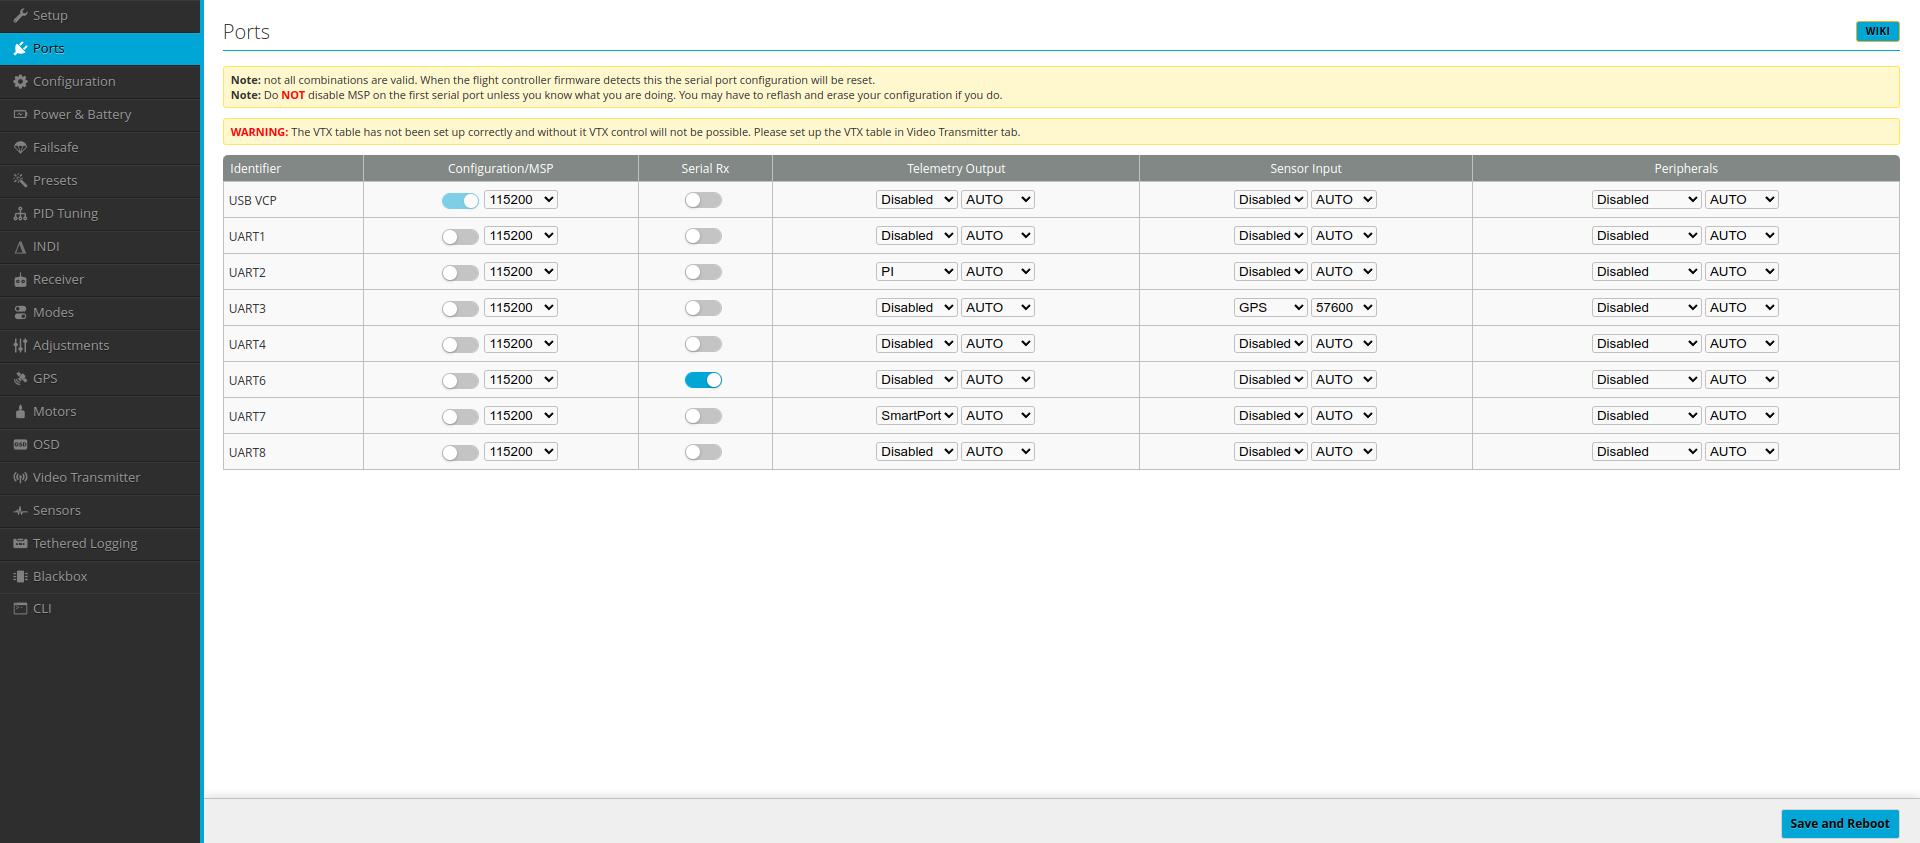 Setup
Ports
Configuration
Power & Battery
Failsafe
Presets
PID Tuning
INDI
Receiver
Modes
Adjustments
GPS
Motors
OSD
Video Transmitter
Sensors
Tethered Logging
Blackbox
CLI
Ports WIKI
Note: not all combinations are valid. When the flight controller firmware detects this the serial port configuration will be reset.
Note: Do NOT disable MSP on the first serial port unless you know what you are doing. You may have to reflash and erase your configuration if you do.
WARNING: The VTX table has not been set up correctly and without it VTX control will not be possible. Please set up the VTX table in Video Transmitter tab.
Identifier Configuration/MSP Serial Rx Telemetry Output Sensor Input Peripherals
USB VCP 115200 Disabled AUTO Disabled AUTO Disabled AUTO
UART1 115200 Disabled AUTO Disabled AUTO Disabled AUTO
UART2 115200 PI AUTO Disabled AUTO Disabled AUTO
UART3 115200 Disabled AUTO GPS 57600 Disabled AUTO
UART4 115200 Disabled AUTO Disabled AUTO Disabled AUTO
UART6 115200 Disabled AUTO Disabled AUTO Disabled AUTO
UART7 115200 SmartPort AUTO Disabled AUTO Disabled AUTO
UART8 115200 Disabled AUTO Disabled AUTO Disabled AUTO
Save and Reboot